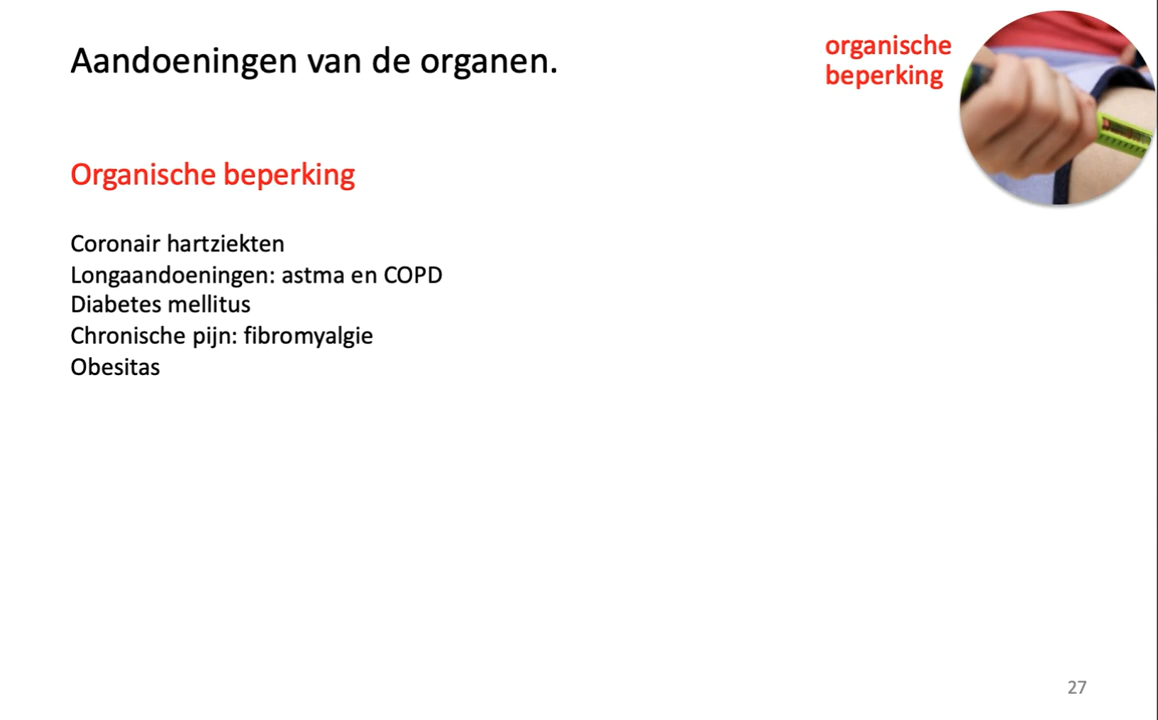 Aandoeningen van de organen.
organische
beperking
Organische beperking
Coronair hartziekten
Longaandoeningen: astma en COPD
Diabetes mellitus
Chronische pijn: fibromyalgie
Obesitas
27